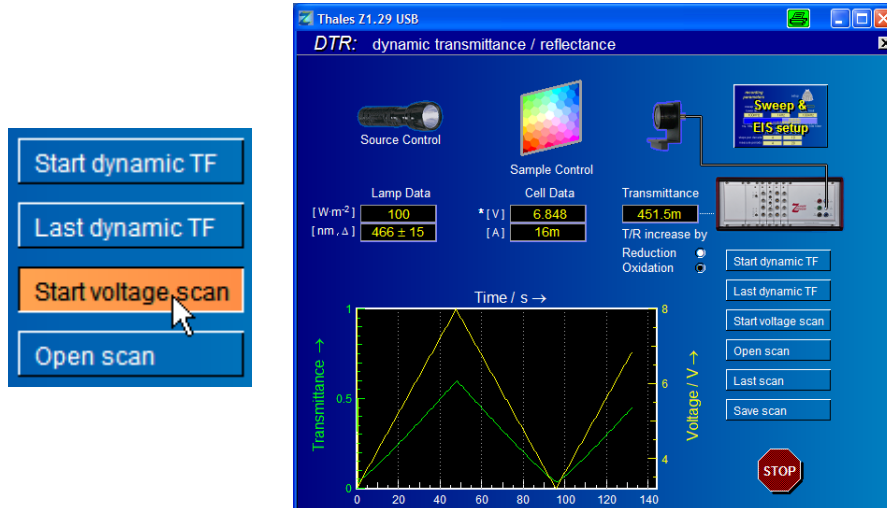 Start dynamic TF
Last dynamic TF
Start voltage scan
Open scan
Thales Z1.29 USB
DTR: dynamic transmittance / reflectance
Source Control
Sample Control
Sweep &
EIS setup
Lamp Data
[W·m⁻²] 100
[nm,Δ] 466 ± 15
Cell Data
*[V] 6.848
[A] 16m
Transmittance
451.5m
T/R increase by
Reduction
Oxidation
Start dynamic TF
Last dynamic TF
Start voltage scan
Open scan
Last scan
Save scan
STOP
Time / s →
Transmittance →
1
0.5
0
Voltage / V →
8
6
4
0 20 40 60 80 100 120 140